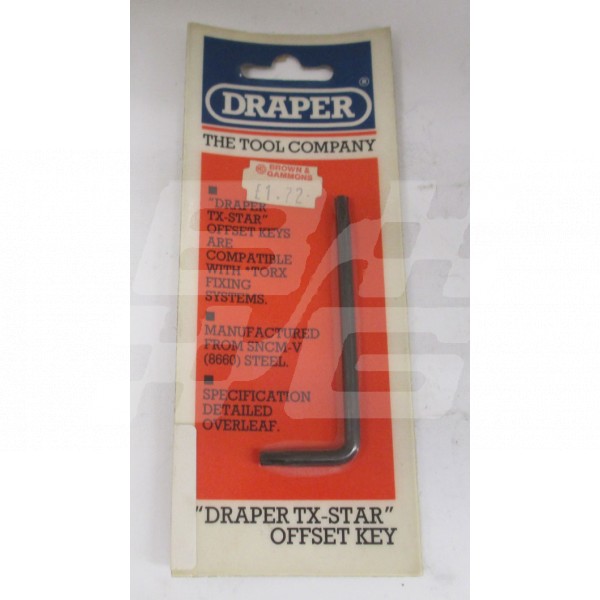 DRAPER
®
THE TOOL COMPANY
BROWN &
GAMMONS
£1.72
"DRAPER
TX-STAR"
OFFSET KEYS
ARE
COMPATIBLE
WITH *TORX
FIXING
SYSTEMS.
MANUFACTURED
FROM SNCM-V
(8660) STEEL.
SPECIFICATION
DETAILED
OVERLEAF.
"DRAPER TX-STAR"
OFFSET KEY